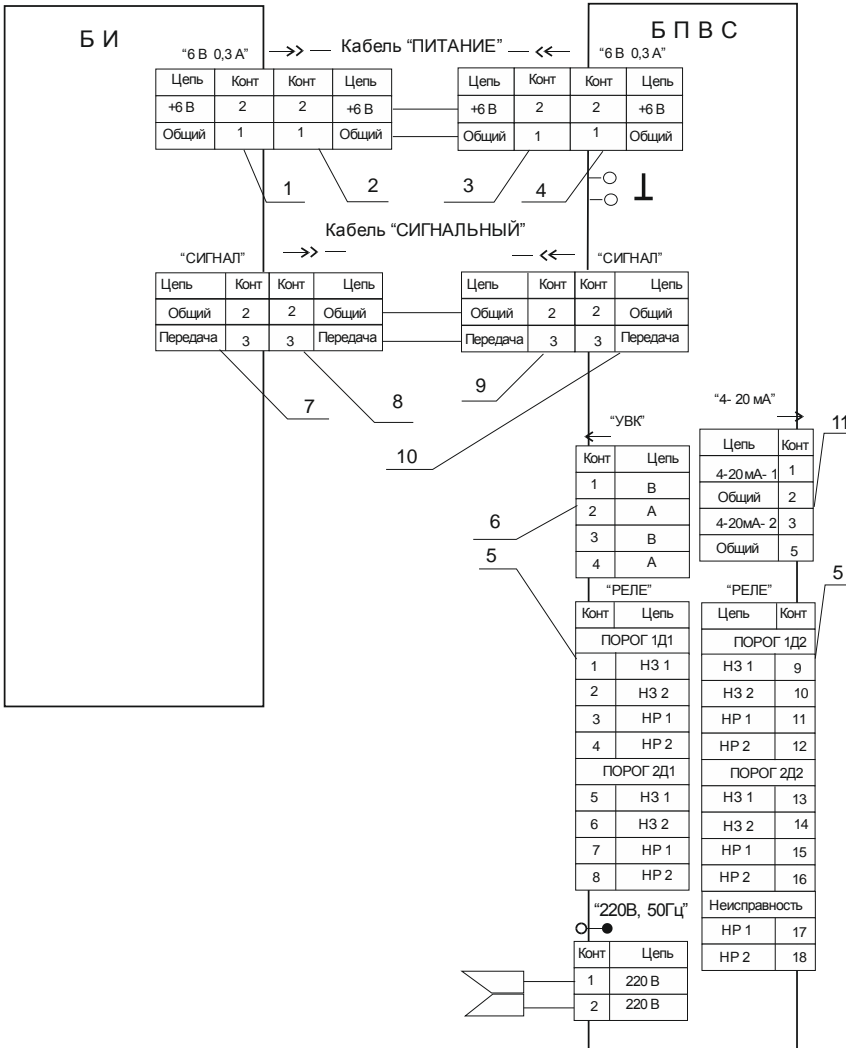 Б И
Б П В С
“6 В 0,3 А”
Кабель “ПИТАНИЕ”
“6 В 0,3 А”
Цепь Конт Конт Цепь
+6 В 2 2 +6 В
Общий 1 1 Общий
Цепь Конт Конт Цепь
+6 В 2 2 +6 В
Общий 1 1 Общий
1 2 3 4
Кабель “СИГНАЛЬНЫЙ”
“СИГНАЛ”
“СИГНАЛ”
Цепь Конт Конт Цепь
Общий 2 2 Общий
Передача 3 3 Передача
Цепь Конт Конт Цепь
Общий 2 2 Общий
Передача 3 3 Передача
7 8 9 10
“УВК”
Конт Цепь
1 В
2 А
3 В
4 А
6
5
“4- 20 мА”
11
Цепь Конт
4-20 мА- 1 1
Общий 2
4-20мА- 2 3
Общий 5
“РЕЛЕ”
Конт Цепь
ПОРОГ 1Д1
1 НЗ 1
2 НЗ 2
3 НР 1
4 НР 2
ПОРОГ 2Д1
5 НЗ 1
6 НЗ 2
7 НР 1
8 НР 2
“РЕЛЕ”
5
Цепь Конт
ПОРОГ 1Д2
НЗ 1 9
НЗ 2 10
НР 1 11
НР 2 12
ПОРОГ 2Д2
НЗ 1 13
НЗ 2 14
НР 1 15
НР 2 16
Неисправность
НР 1 17
НР 2 18
“220В, 50Гц”
Конт Цепь
1 220 В
2 220 В